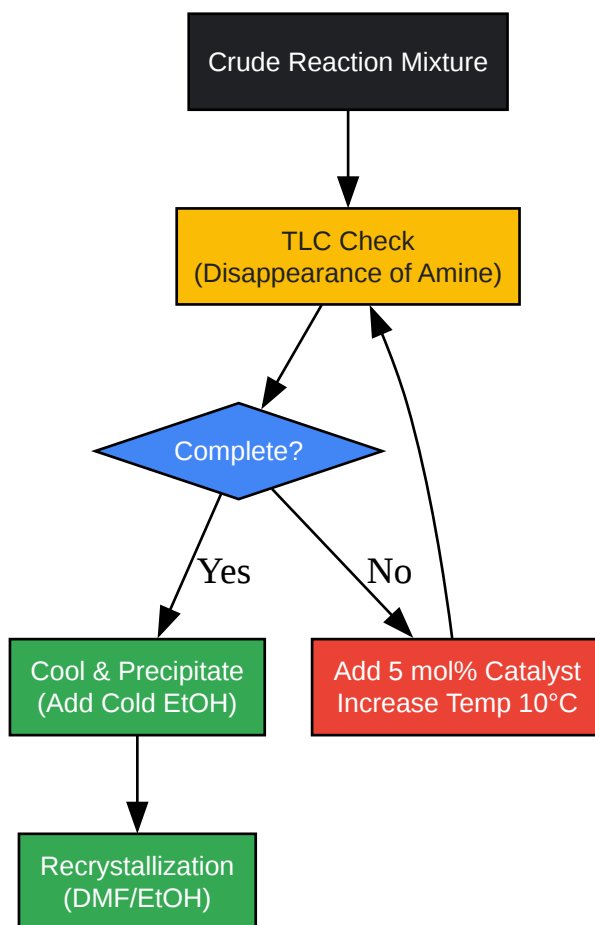 Crude Reaction Mixture
TLC Check
(Disappearance of Amine)
Complete?
Yes
No
Cool & Precipitate
(Add Cold EtOH)
Add 5 mol% Catalyst
Increase Temp 10°C
Recrystallization
(DMF/EtOH)